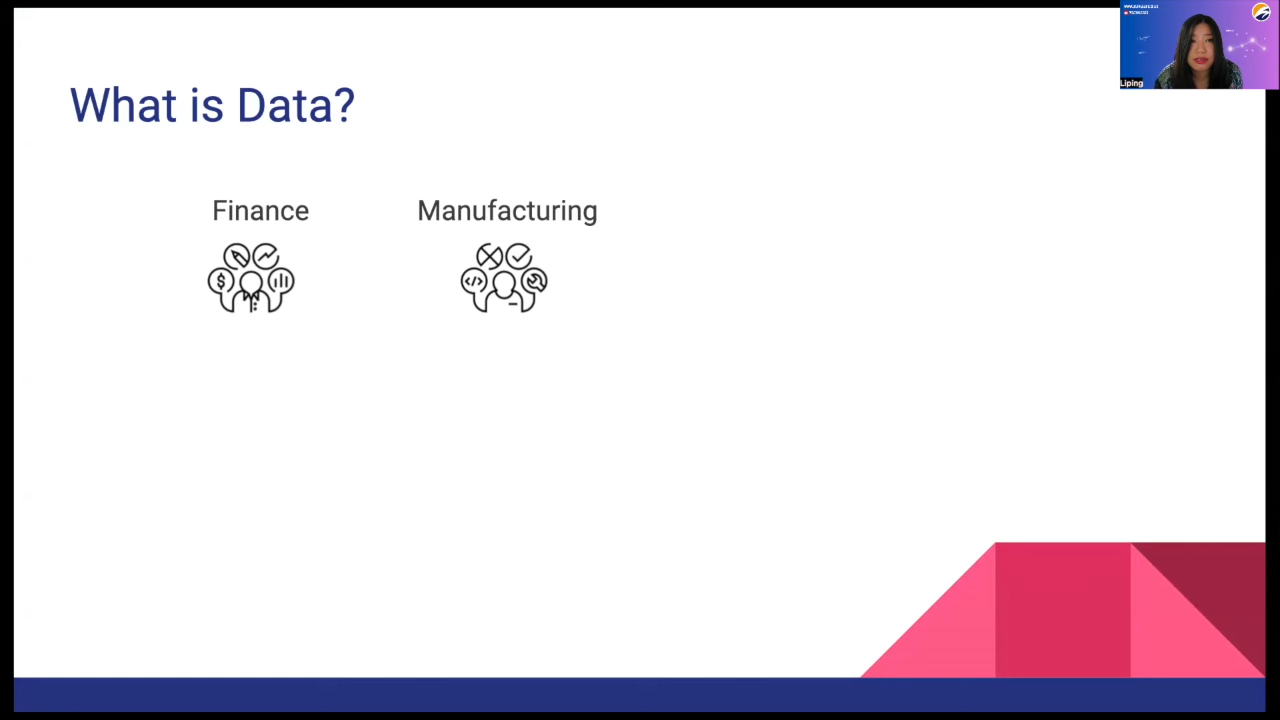 What is Data?
Finance
Manufacturing
$
</>
Liping